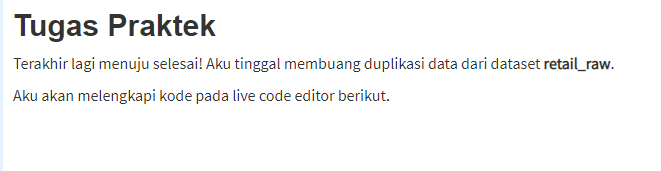 Tugas Praktek
Terakhir lagi menuju selesai! Aku tinggal membuang duplikasi data dari dataset retail_raw.
Aku akan melengkapi kode pada live code editor berikut.